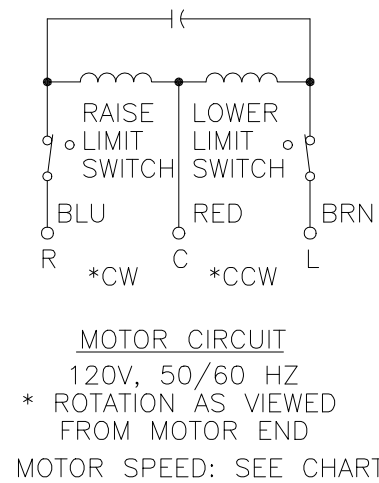 RAISE LIMIT SWITCH
LOWER LIMIT SWITCH
BLU RED BRN
R C L
*CW *CCW
MOTOR CIRCUIT
120V, 50/60 HZ
* ROTATION AS VIEWED
FROM MOTOR END
MOTOR SPEED: SEE CHART